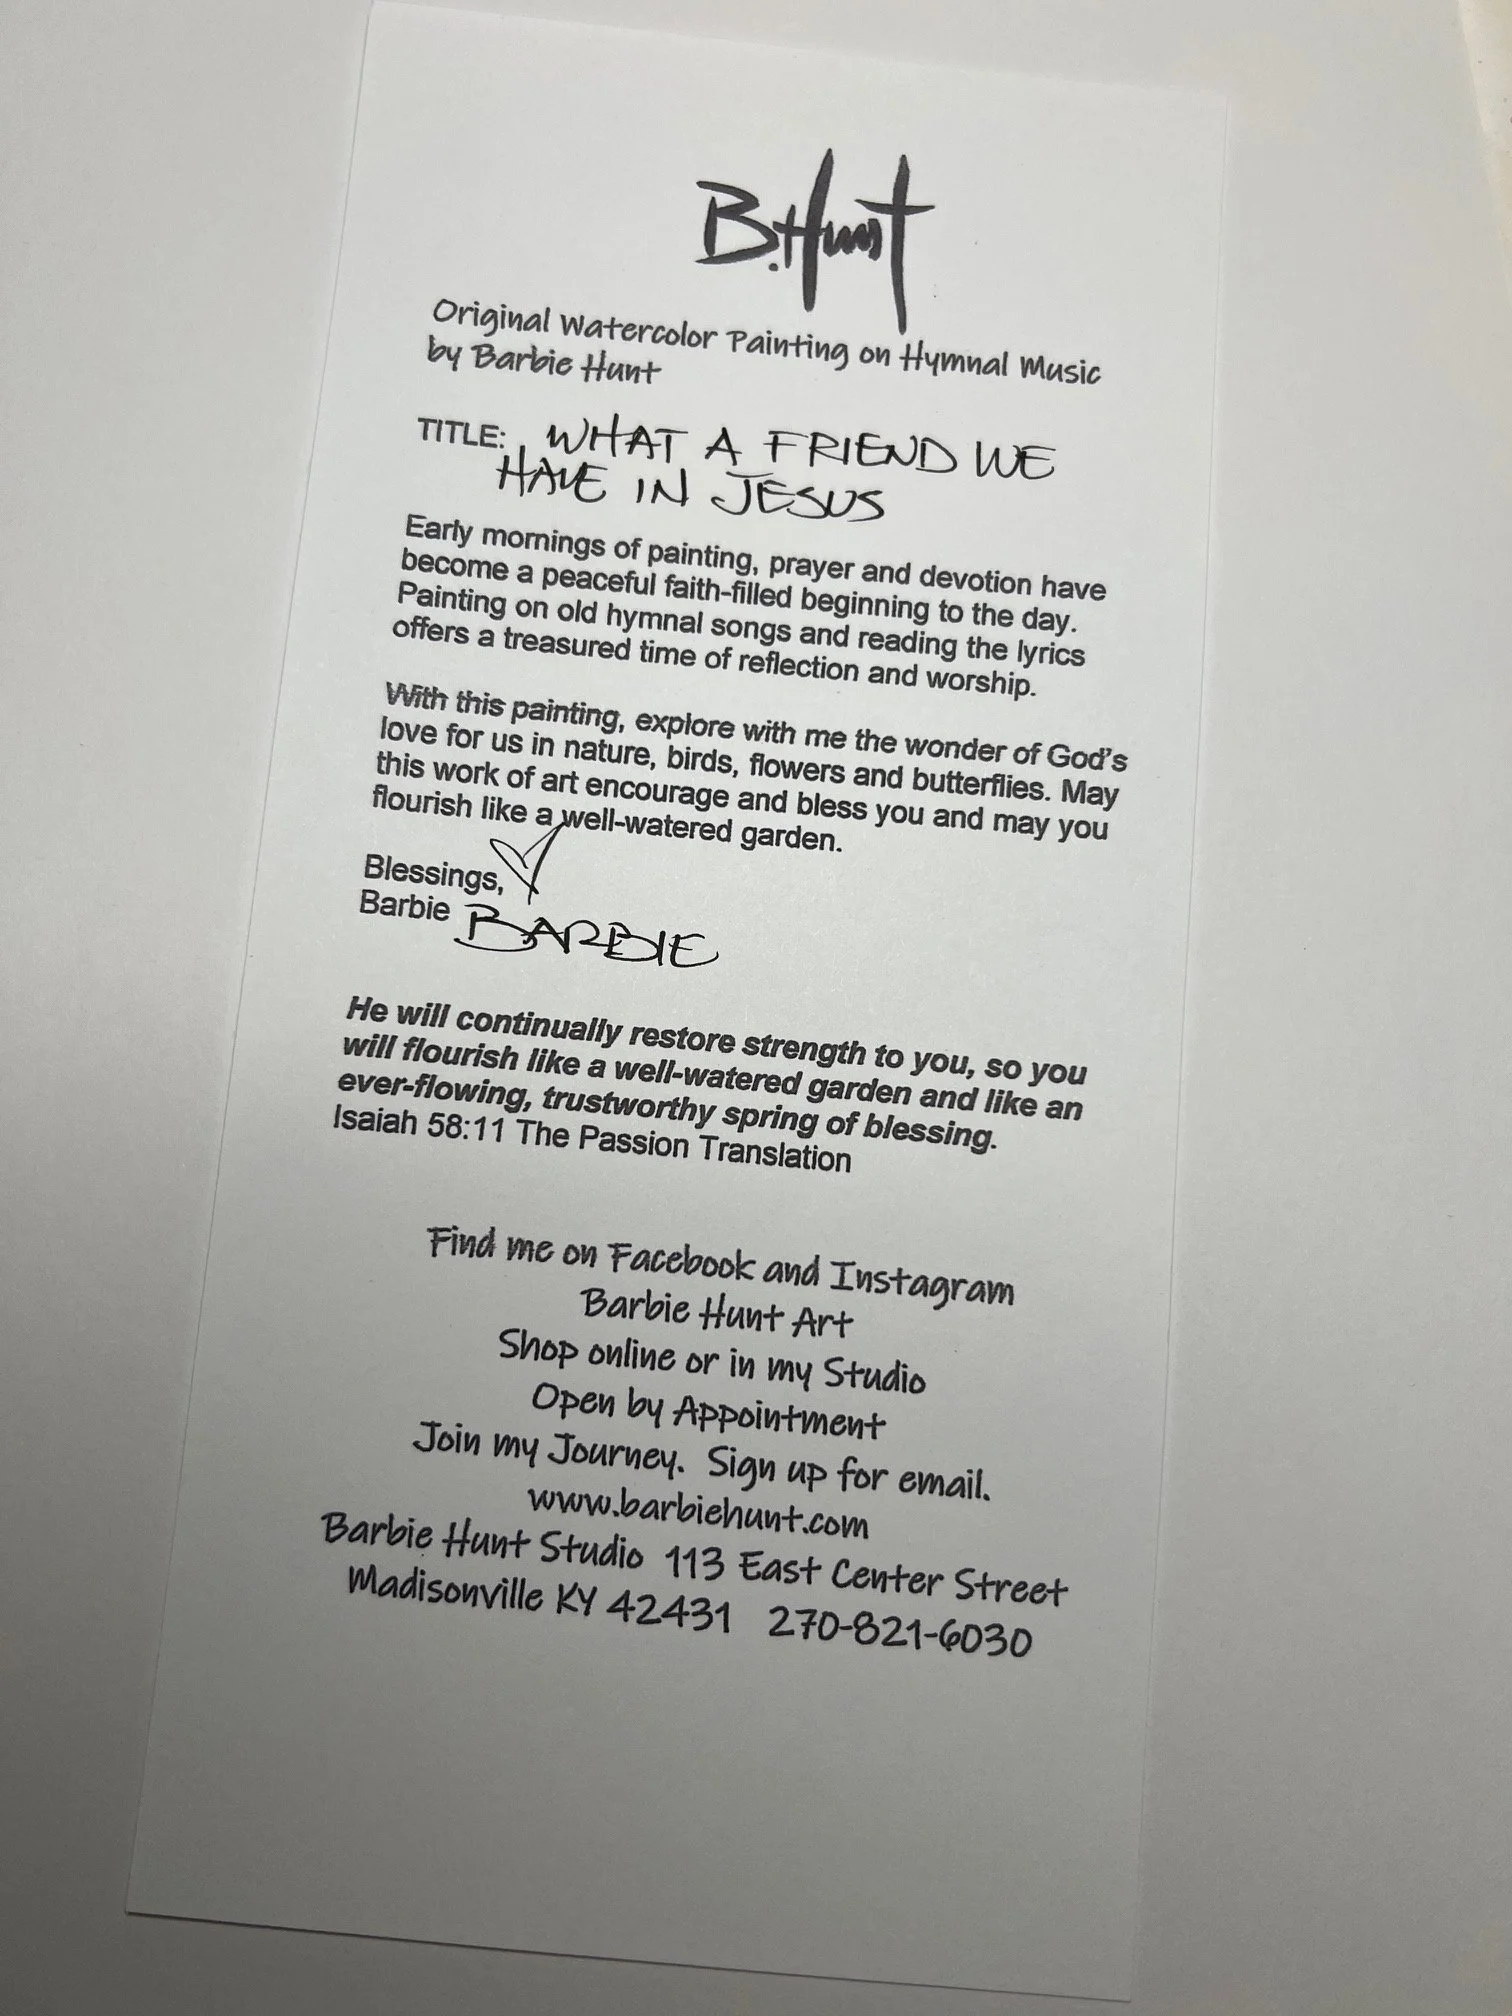 B.Hunt
Original Watercolor Painting on Hymnal Music
by Barbie Hunt
TITLE: WHAT A FRIEND WE
HAVE IN JESUS
Early mornings of painting, prayer and devotion have
become a peaceful faith-filled beginning to the day.
Painting on old hymnal songs and reading the lyrics
offers a treasured time of reflection and worship.
With this painting, explore with me the wonder of God's
love for us in nature, birds, flowers and butterflies. May
this work of art encourage and bless you and may you
flourish like a well-watered garden.
Blessings,
Barbie BARBIE
He will continually restore strength to you, so you
will flourish like a well-watered garden and like an
ever-flowing, trustworthy spring of blessing.
Isaiah 58:11 The Passion Translation
Find me on Facebook and Instagram
Barbie Hunt Art
Shop online or in my Studio
Open by Appointment
Join my Journey. Sign up for email.
www.barbiehunt.com
Barbie Hunt Studio 113 East Center Street
Madisonville KY 42431 270-821-6030